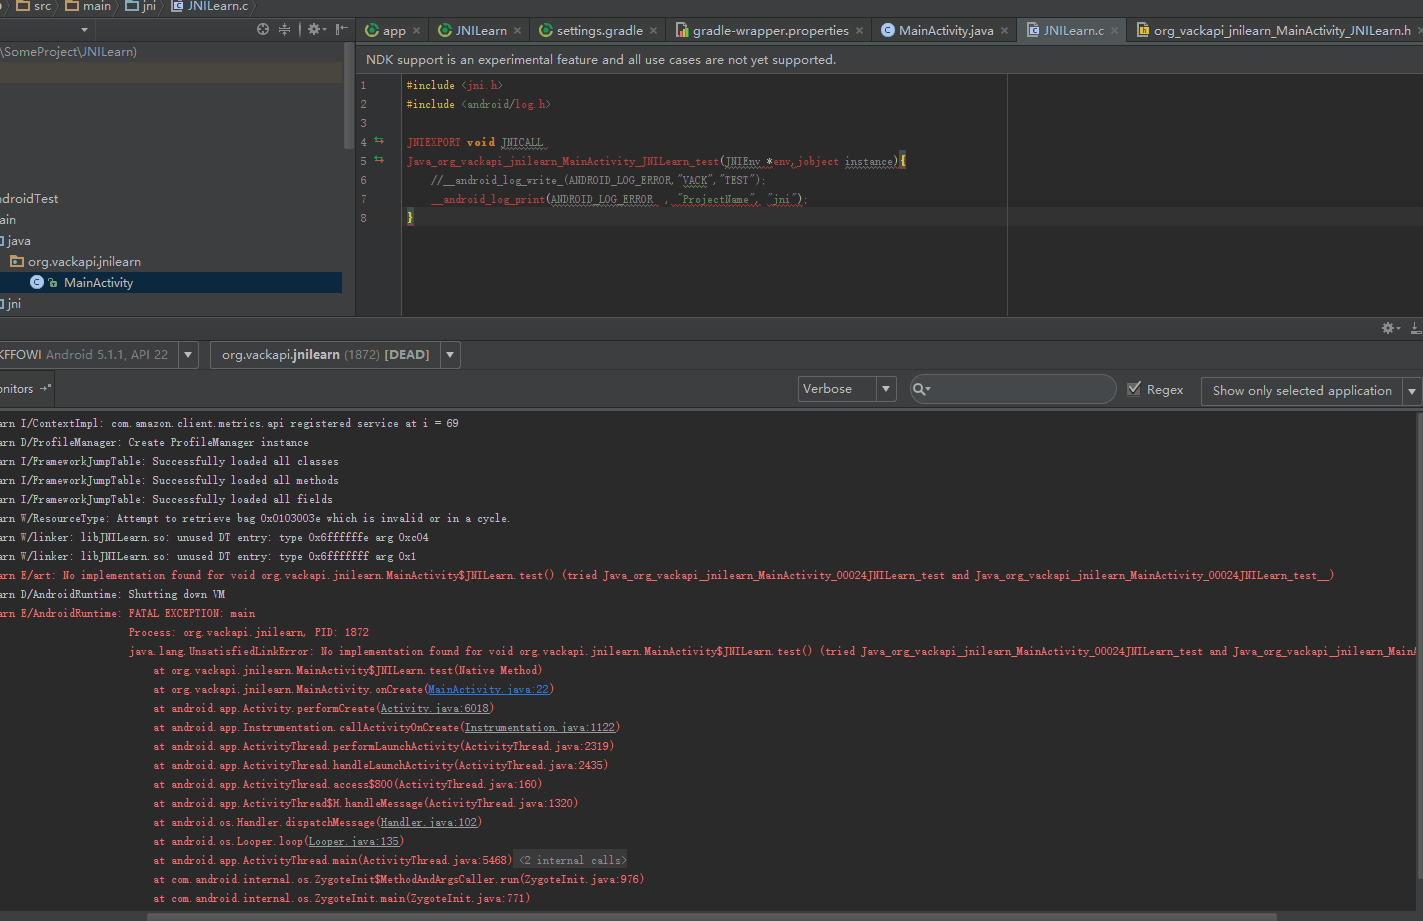 src main jni JNILearn.c
app JNILearn settings.gradle gradle-wrapper.properties MainActivity.java JNILearn.c org_vackapi_jnilearn_MainActivity_JNILearn.h
\SomeProject\JNILearn)
NDK support is an experimental feature and all use cases are not yet supported.
1 #include <jni.h>
2 #include <android/log.h>
3
4 JNIEXPORT void JNICALL
5 Java_org_vackapi_jnilearn_MainActivity_JNILearn_test(JNIEnv *env,jobject instance){
6 //__android_log_write_(ANDROID_LOG_ERROR,"VACK","TEST");
7 __android_log_print(ANDROID_LOG_ERROR , "ProjectName", "jni");
8 }
ndroidTest
ain
java
org.vackapi.jnilearn
MainActivity
jni
KFFOWI Android 5.1.1, API 22 org.vackapi.jnilearn (1872) [DEAD]
onitors Verbose Regex Show only selected application
arn I/ContextImpl: com.amazon.client.metrics.api registered service at i = 69
arn D/ProfileManager: Create ProfileManager instance
arn I/FrameworkJumpTable: Successfully loaded all classes
arn I/FrameworkJumpTable: Successfully loaded all methods
arn I/FrameworkJumpTable: Successfully loaded all fields
arn W/ResourceType: Attempt to retrieve bag 0x0103003e which is invalid or in a cycle.
arn W/linker: libJNILearn.so: unused DT entry: type 0x6ffffffe arg 0xc04
arn W/linker: libJNILearn.so: unused DT entry: type 0x6fffffff arg 0x1
arn E/art: No implementation found for void org.vackapi.jnilearn.MainActivity$JNILearn.test() (tried Java_org_vackapi_jnilearn_MainActivity_00024JNILearn_test and Java_org_vackapi_jnilearn_MainActivity_00024JNILearn_test__)
arn D/AndroidRuntime: Shutting down VM
arn E/AndroidRuntime: FATAL EXCEPTION: main
Process: org.vackapi.jnilearn, PID: 1872
java.lang.UnsatisfiedLinkError: No implementation found for void org.vackapi.jnilearn.MainActivity$JNILearn.test() (tried Java_org_vackapi_jnilearn_MainActivity_00024JNILearn_test and Java_org_vackapi_jnilearn_MainA
at org.vackapi.jnilearn.MainActivity$JNILearn.test(Native Method)
at org.vackapi.jnilearn.MainActivity.onCreate(MainActivity.java:22)
at android.app.Activity.performCreate(Activity.java:6018)
at android.app.Instrumentation.callActivityOnCreate(Instrumentation.java:1122)
at android.app.ActivityThread.performLaunchActivity(ActivityThread.java:2319)
at android.app.ActivityThread.handleLaunchActivity(ActivityThread.java:2435)
at android.app.ActivityThread.access$800(ActivityThread.java:160)
at android.app.ActivityThread$H.handleMessage(ActivityThread.java:1320)
at android.os.Handler.dispatchMessage(Handler.java:102)
at android.os.Looper.loop(Looper.java:135)
at android.app.ActivityThread.main(ActivityThread.java:5468) <2 internal calls>
at com.android.internal.os.ZygoteInit$MethodAndArgsCaller.run(ZygoteInit.java:976)
at com.android.internal.os.ZygoteInit.main(ZygoteInit.java:771)